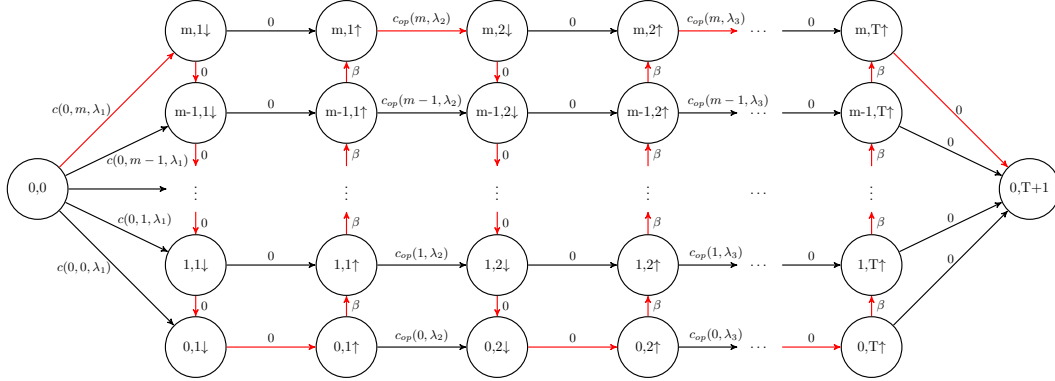 m,1↓ 0 m,1↑ c_{op}(m, λ_2) m,2↓ 0 m,2↑ c_{op}(m, λ_3) ⋯ 0 m,T↑
c(0, m, λ_1) 0 β 0 β β 0
m-1,1↓ 0 m-1,1↑ c_{op}(m − 1, λ_2) m-1,2↓ 0 m-1,2↑ c_{op}(m − 1, λ_3) ⋯ 0 m-1,T↑
c(0, m − 1, λ_1) 0 β 0 β β 0
0,0 ⋮ ⋮ ⋮ ⋮ ⋯ ⋮ 0,T+1
c(0, 1, λ_1) 0 β 0 β β 0
1,1↓ 0 1,1↑ c_{op}(1, λ_2) 1,2↓ 0 1,2↑ c_{op}(1, λ_3) ⋯ 0 1,T↑
c(0, 0, λ_1) 0 β 0 β β 0
0,1↓ 0 0,1↑ c_{op}(0, λ_2) 0,2↓ 0 0,2↑ c_{op}(0, λ_3) ⋯ 0 0,T↑